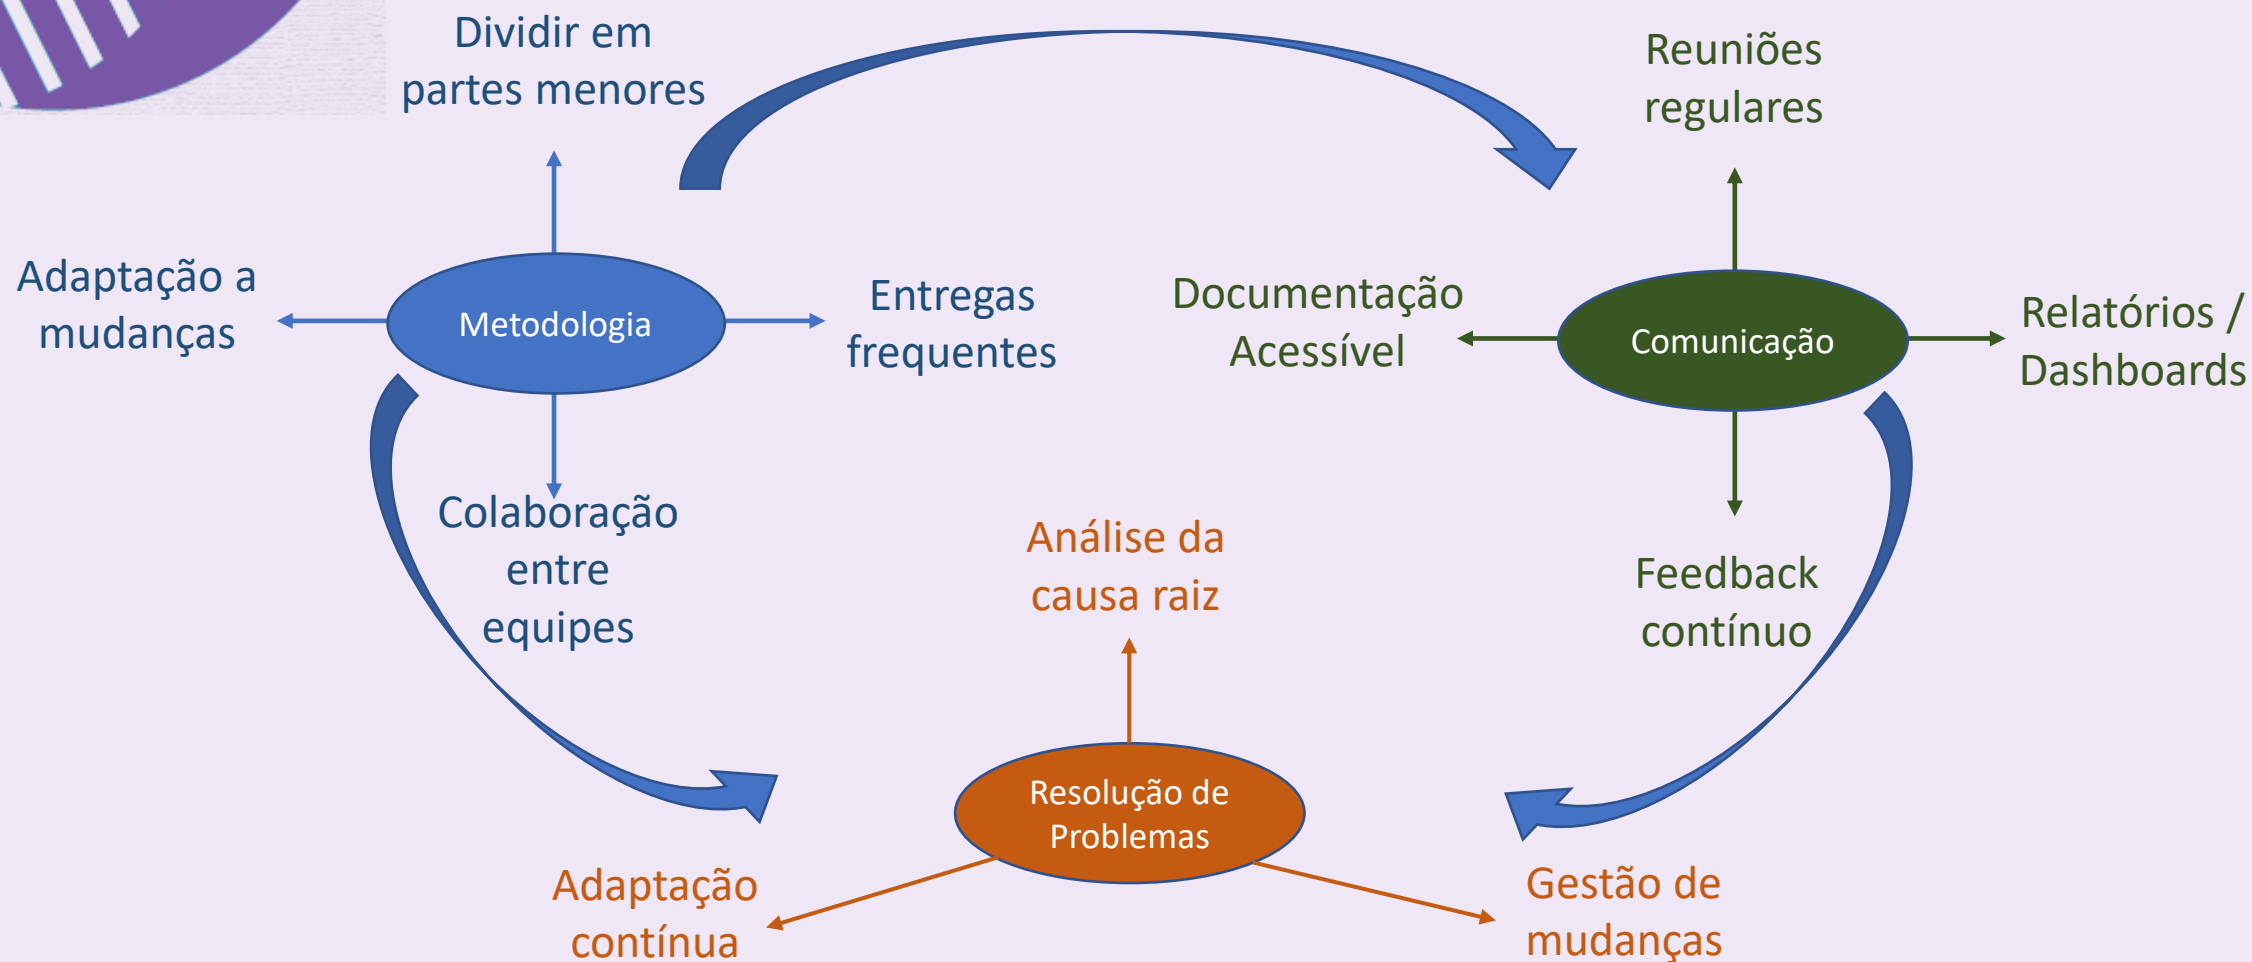 Dividir em
partes menores
Adaptação a
mudanças
Metodologia
Entregas
frequentes
Colaboração
entre
equipes
Reuniões
regulares
Documentação
Acessível
Comunicação
Relatórios /
Dashboards
Feedback
contínuo
Análise da
causa raiz
Resolução de
Problemas
Adaptação
contínua
Gestão de
mudanças